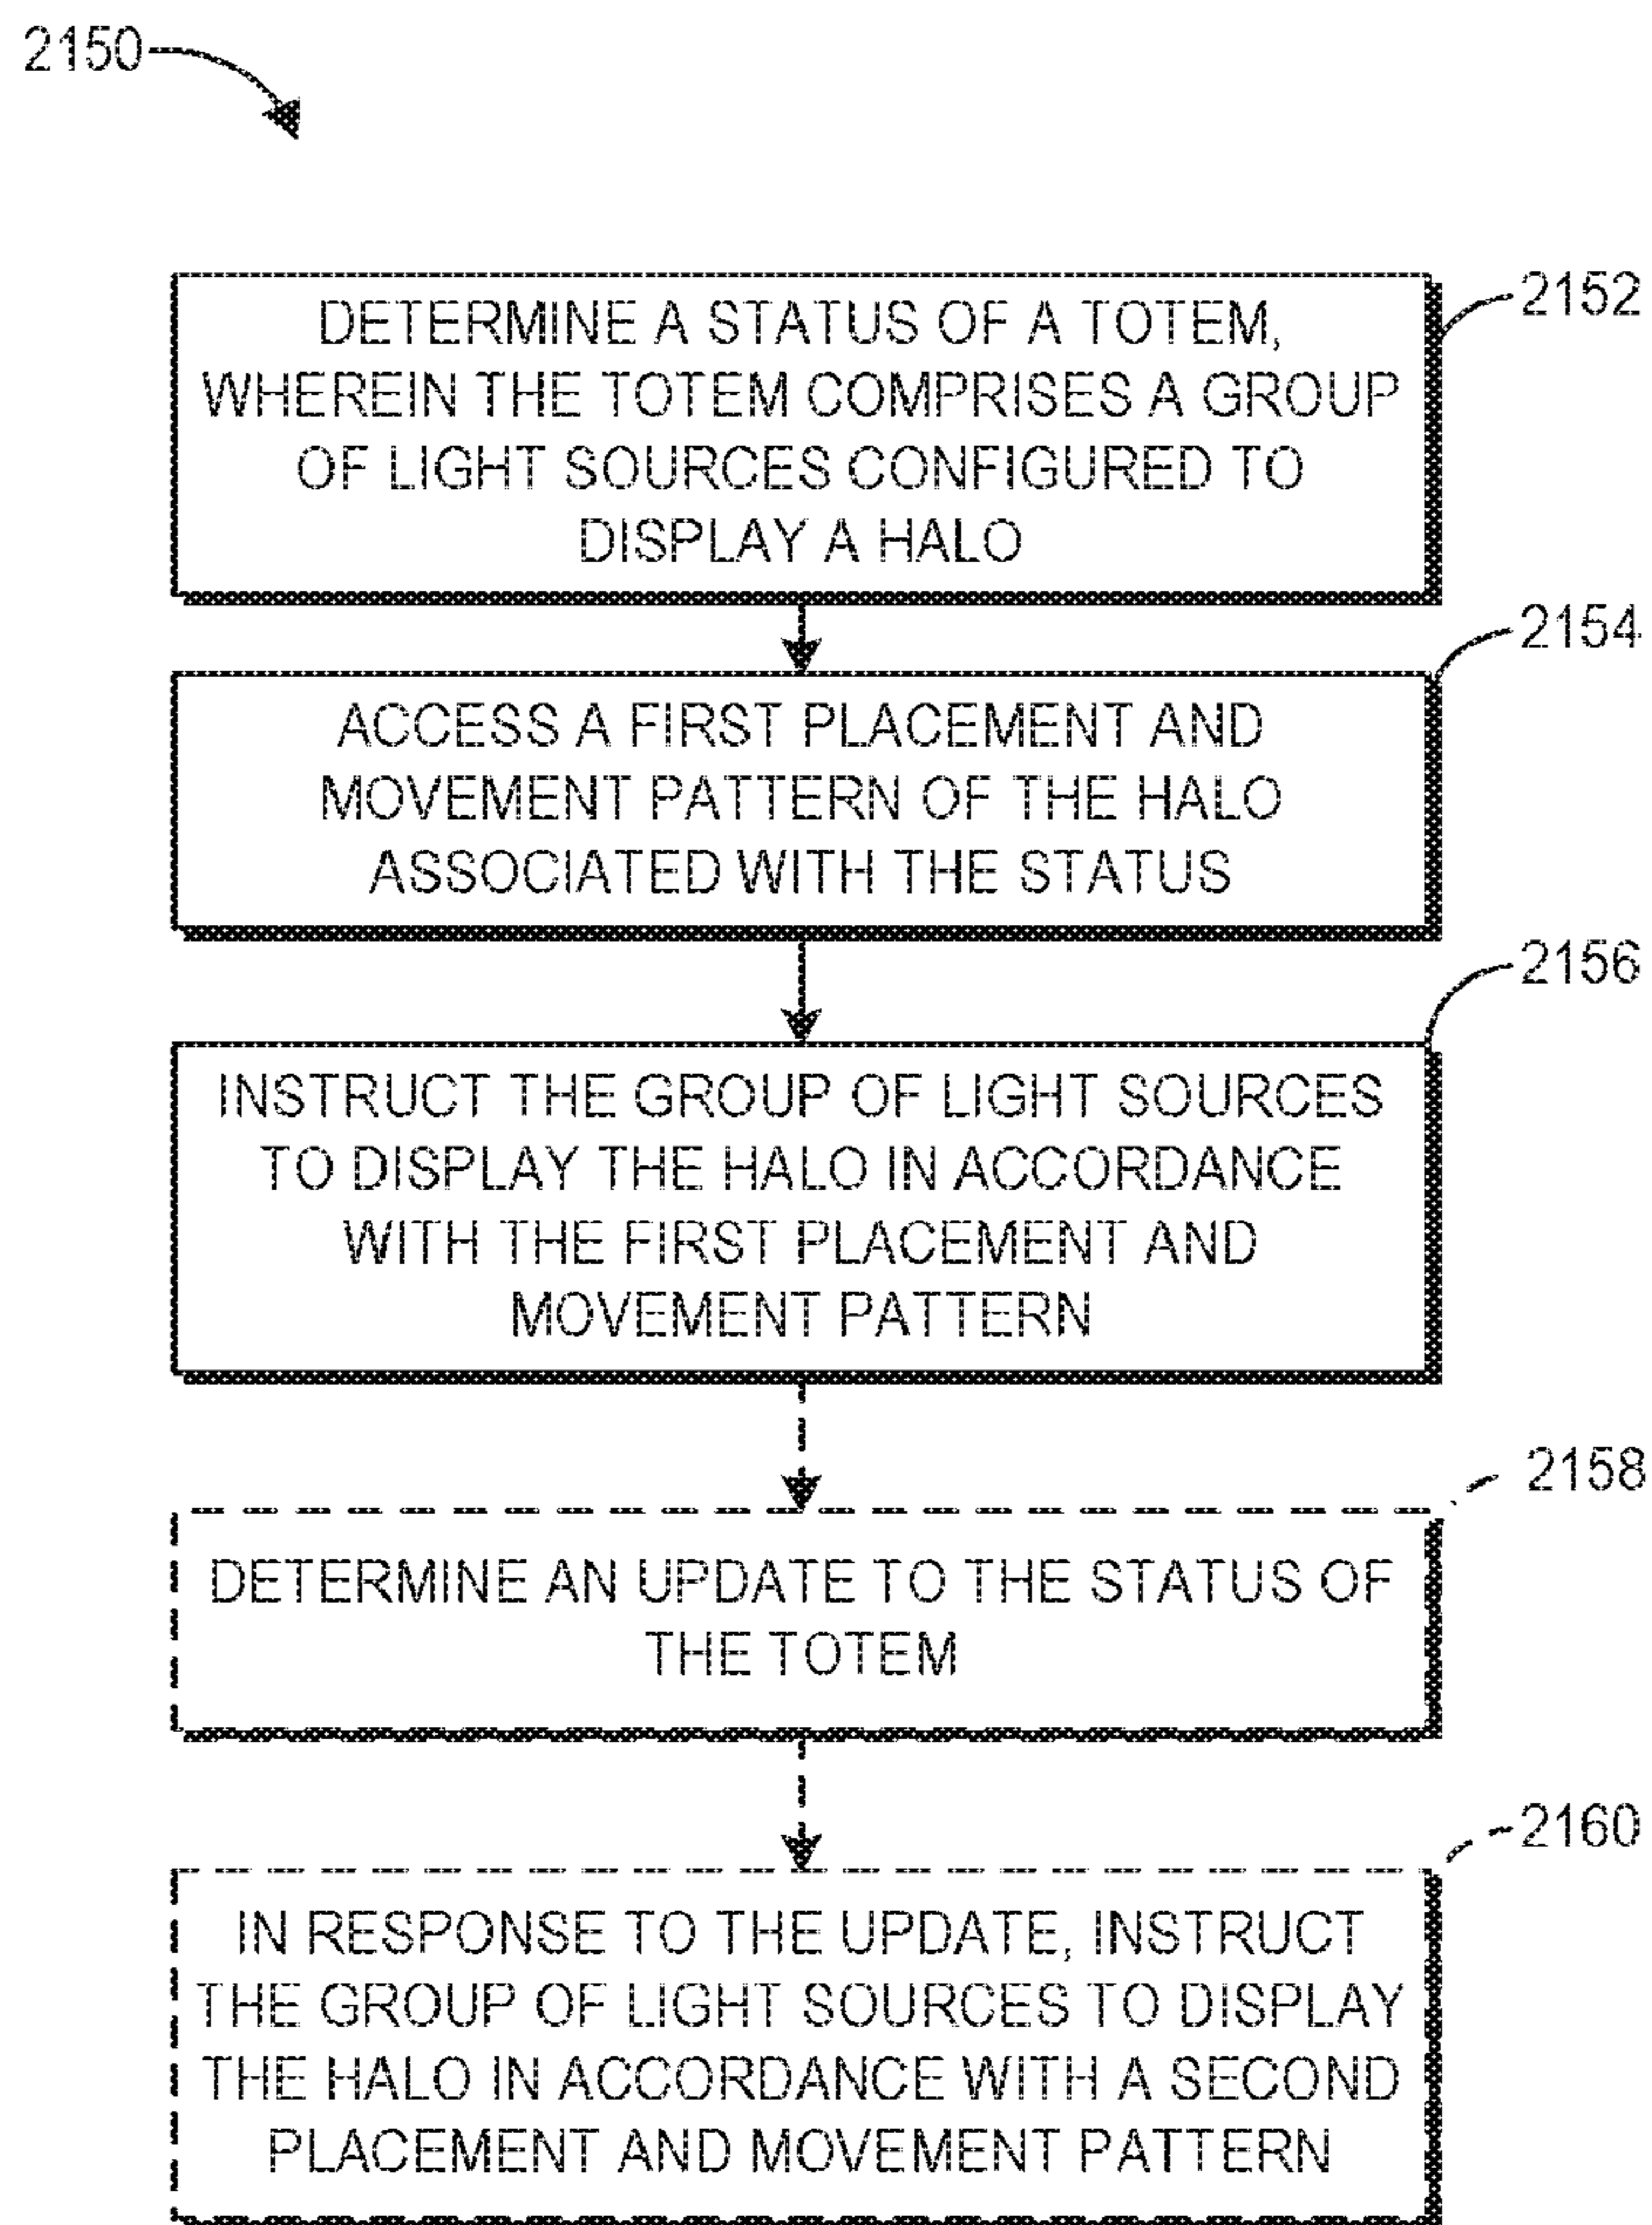 2150
DETERMINE A STATUS OF A TOTEM,
WHEREIN THE TOTEM COMPRISES A GROUP
OF LIGHT SOURCES CONFIGURED TO
DISPLAY A HALO
2152
ACCESS A FIRST PLACEMENT AND
MOVEMENT PATTERN OF THE HALO
ASSOCIATED WITH THE STATUS
2154
INSTRUCT THE GROUP OF LIGHT SOURCES
TO DISPLAY THE HALO IN ACCORDANCE
WITH THE FIRST PLACEMENT AND
MOVEMENT PATTERN
2156
DETERMINE AN UPDATE TO THE STATUS OF
THE TOTEM
2158
IN RESPONSE TO THE UPDATE, INSTRUCT
THE GROUP OF LIGHT SOURCES TO DISPLAY
THE HALO IN ACCORDANCE WITH A SECOND
PLACEMENT AND MOVEMENT PATTERN
2160